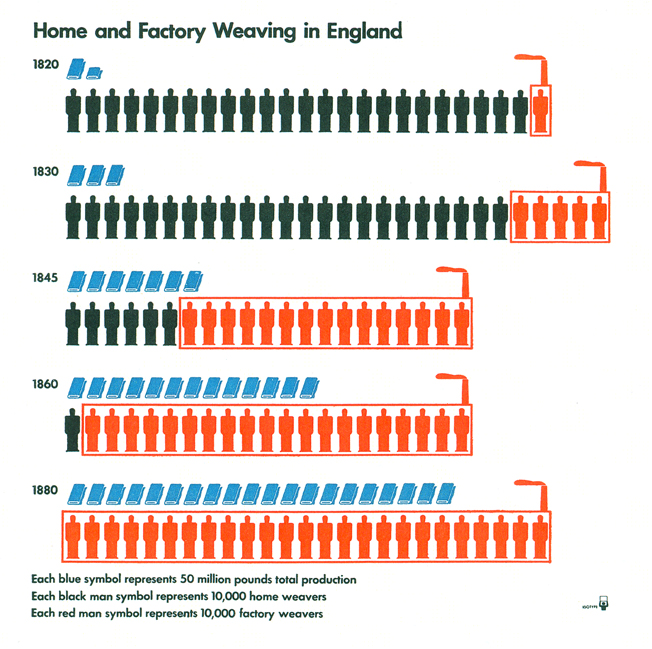 Home and Factory Weaving in England
1820
1830
1845
1860
1880
Each blue symbol represents 50 million pounds total production
Each black man symbol represents 10,000 home weavers
Each red man symbol represents 10,000 factory weavers